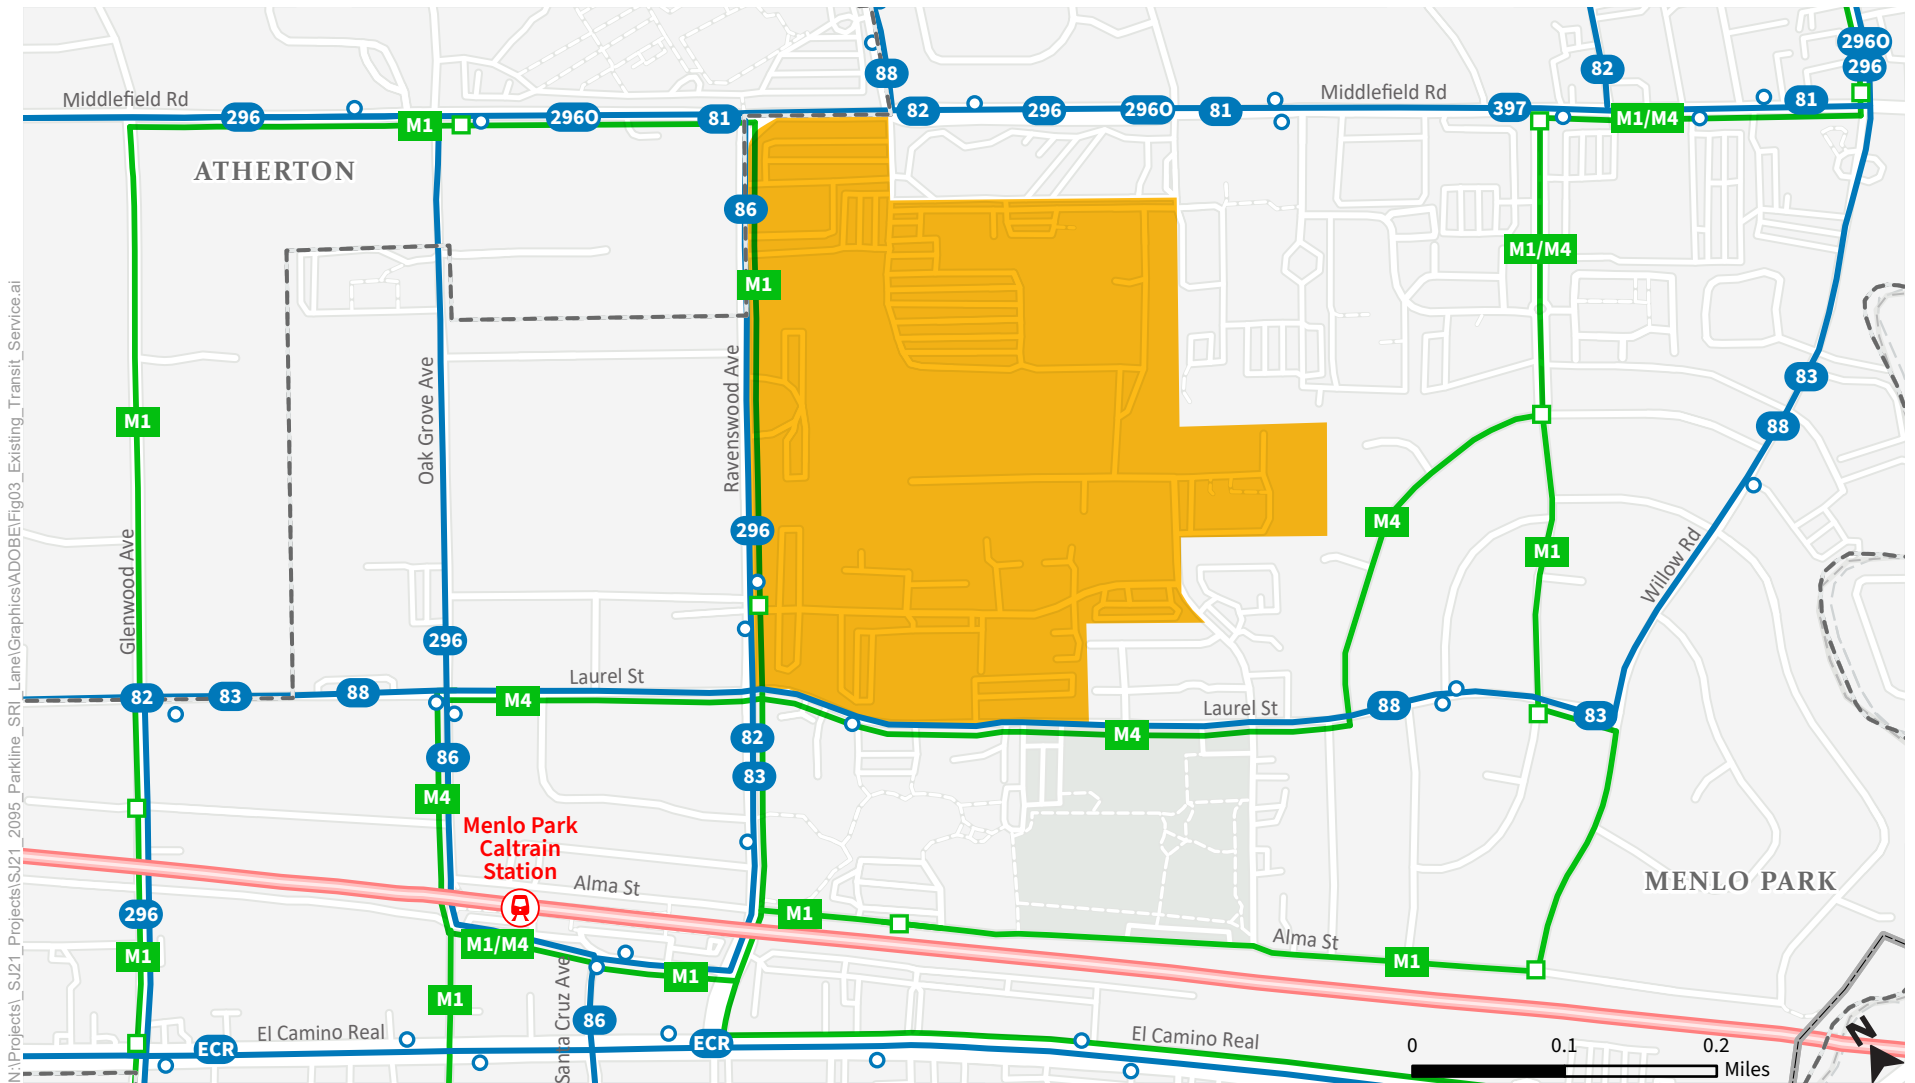 88
82
296O
296
Middlefield Rd
296
M1
296O
81
82
296
296O
81
Middlefield Rd
397
M1/M4
81
ATHERTON
86
M1
M1/M4
83
88
M1
Oak Grove Ave
Ravenswood Ave
296
M4
M1
Willow Rd
Glenwood Ave
296
82
83
88
Laurel St
M4
Laurel St
88
83
M4
82
83
86
M4
Menlo Park
Caltrain
Station
Alma St
MENLO PARK
296
M1
M1
M1/M4
M1
Alma St
M1
M1
Santa Cruz Ave
86
El Camino Real
ECR
ECR
El Camino Real
N
0
0.1
0.2
Miles
N:\Projects\_SJ21_Projects\SJ21_2095_Parkline_SRI_Lane\Graphics\ADOBE\Fig03_Existing_Transit_Service.ai